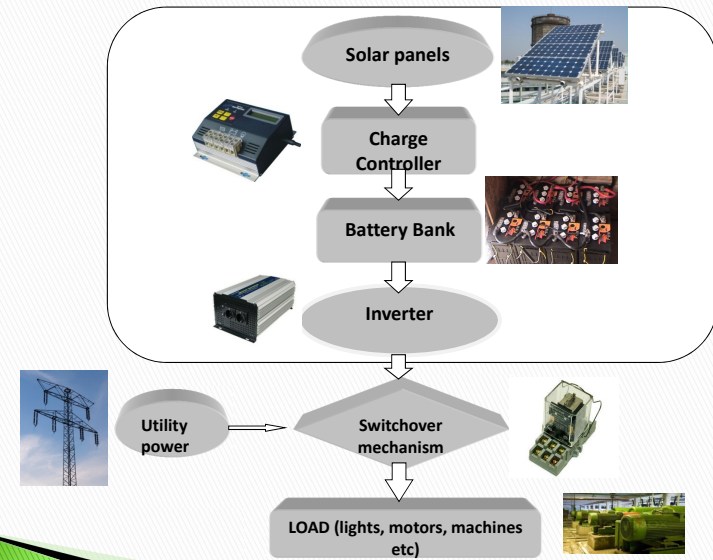 Solar panels
Charge
Controller
Battery Bank
Inverter
Utility
power
Switchover
mechanism
LOAD (lights, motors, machines
etc)